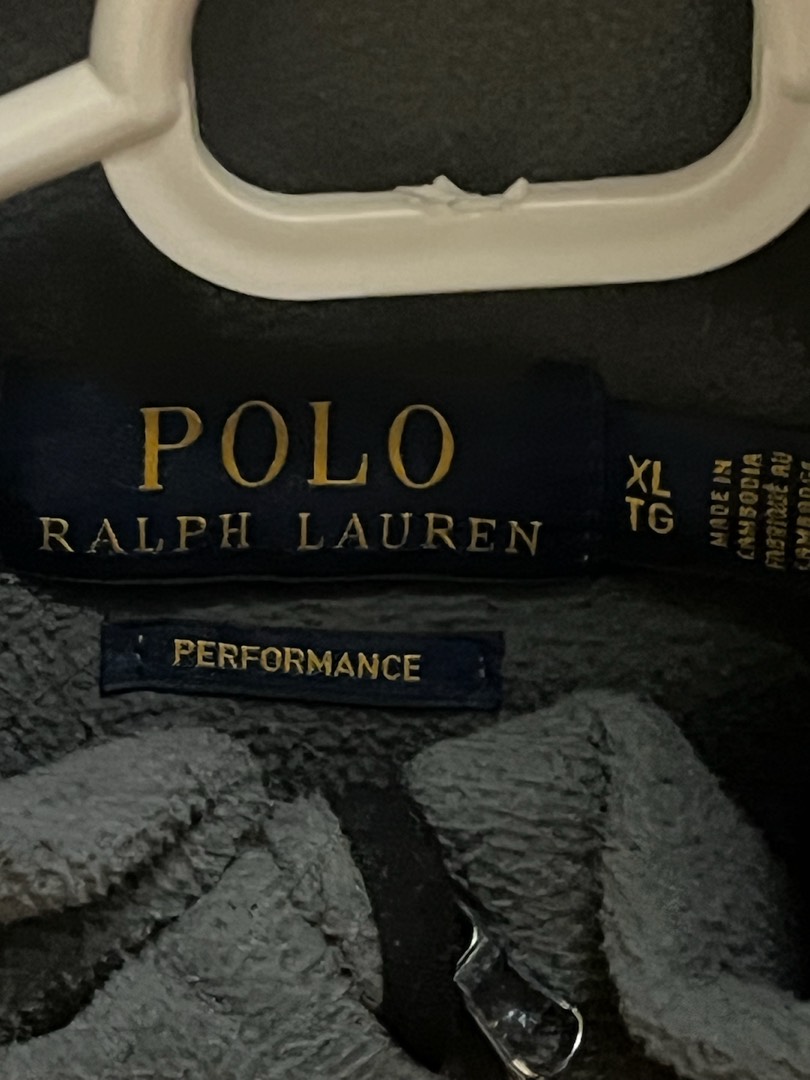 POLO
RALPH LAUREN
XL
TG
MADE IN
CAMBODIA
FABRIQUÉ AU
PERFORMANCE